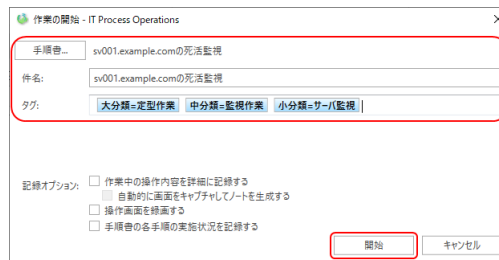 作業の開始 - IT Process Operations
手順書... sv001.example.comの死活監視
件名: sv001.example.comの死活監視
タグ: 大分類=定型作業 中分類=監視作業 小分類=サーバ監視
記録オプション: 作業中の操作内容を詳細に記録する
自動的に画面をキャプチャしてノートを生成する
操作画面を録画する
手順書の各手順の実施状況を記録する
開始 キャンセル